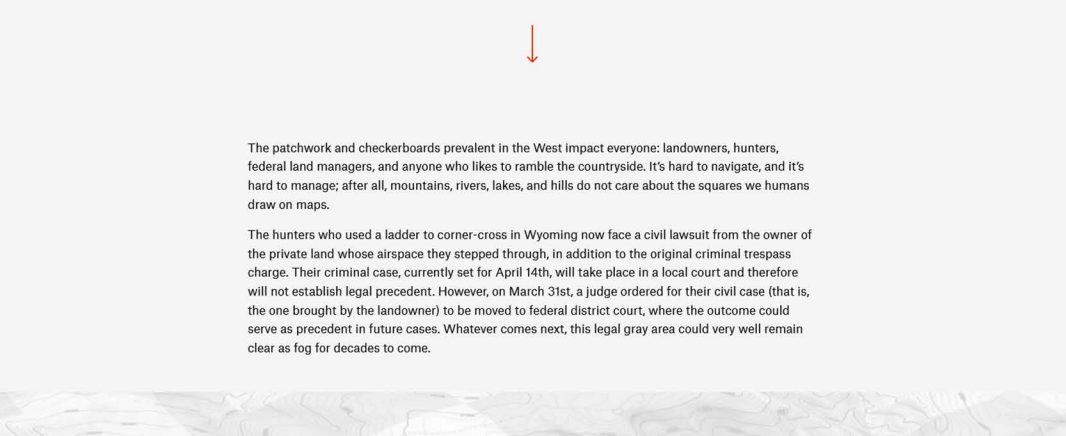 The patchwork and checkerboards prevalent in the West impact everyone: landowners, hunters,
federal land managers, and anyone who likes to ramble the countryside. It’s hard to navigate, and it’s
hard to manage; after all, mountains, rivers, lakes, and hills do not care about the squares we humans
draw on maps.
The hunters who used a ladder to corner-cross in Wyoming now face a civil lawsuit from the owner of
the private land whose airspace they stepped through, in addition to the original criminal trespass
charge. Their criminal case, currently set for April 14th, will take place in a local court and therefore
will not establish legal precedent. However, on March 31st, a judge ordered for their civil case (that is,
the one brought by the landowner) to be moved to federal district court, where the outcome could
serve as precedent in future cases. Whatever comes next, this legal gray area could very well remain
clear as fog for decades to come.